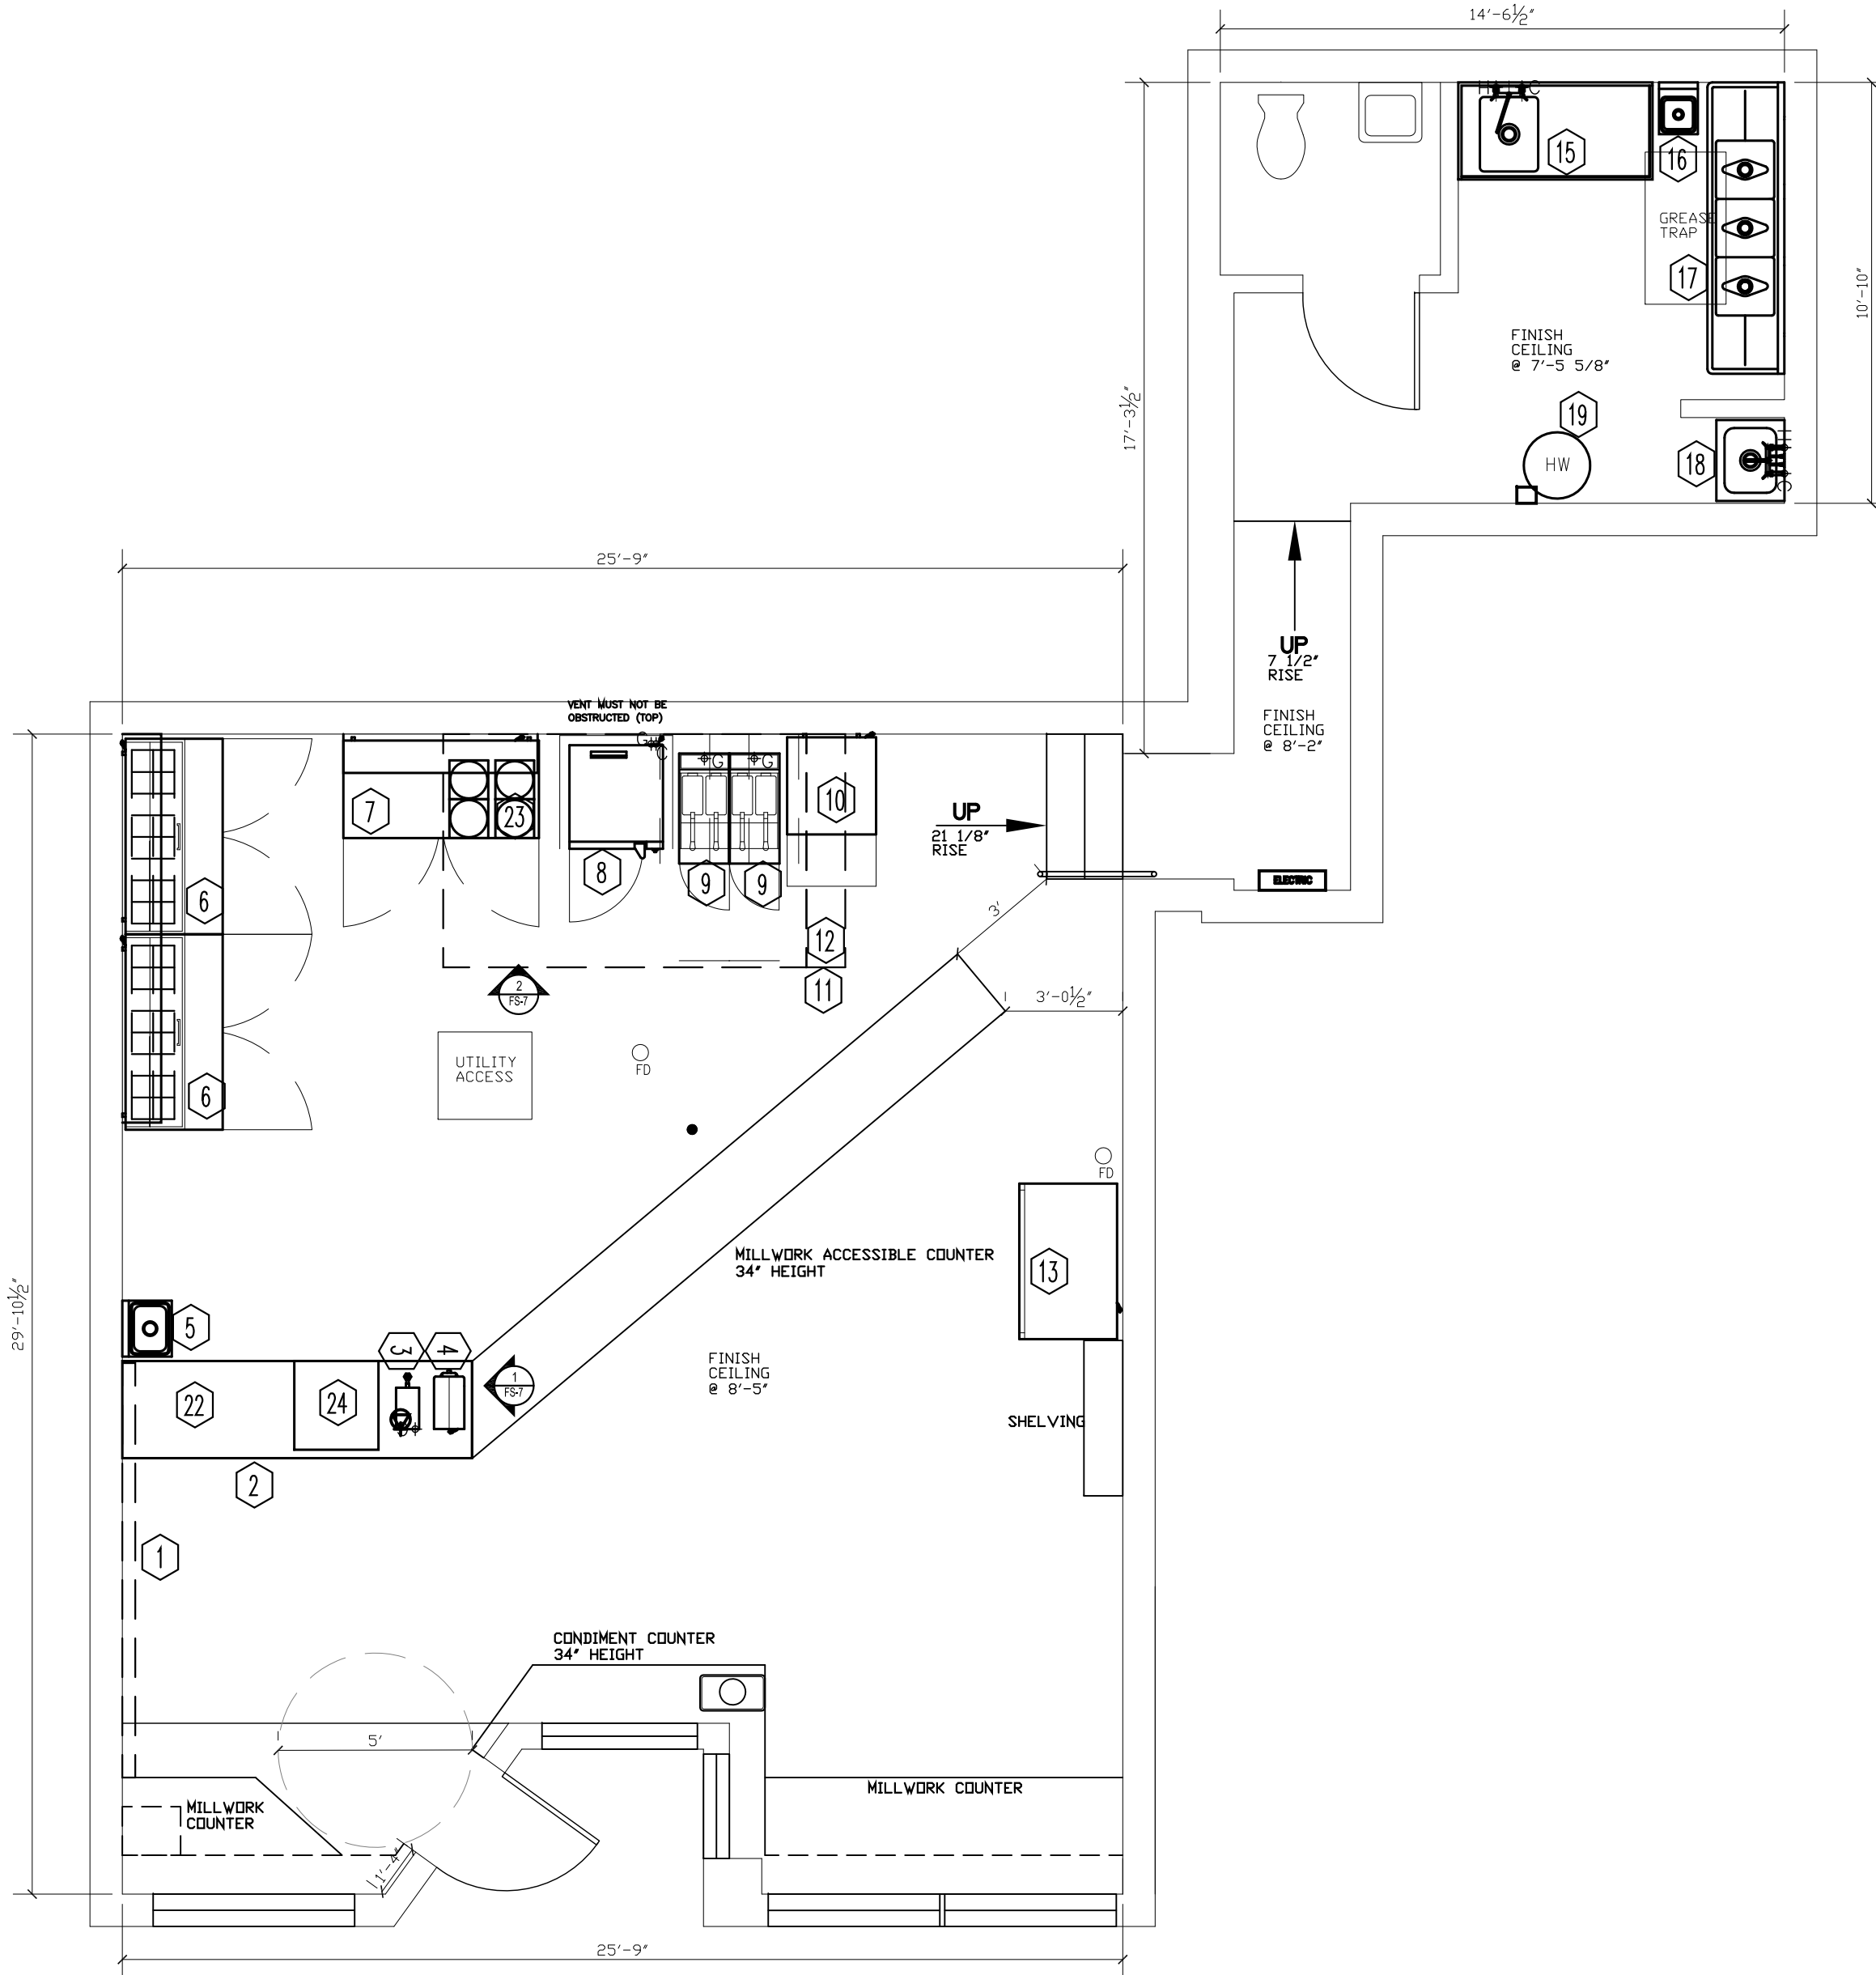 14'-6½"
H C
15
16
GREASE
TRAP
17
10'-10"
FINISH
CEILING
@ 7'-5 5/8"
17'-3½"
19
HW
18
H
C
25'-9"
UP
7 1/2"
RISE
FINISH
CEILING
@ 8'-2"
VENT MUST NOT BE
OBSTRUCTED (TOP)
C
G
G
7
23
8
9
9
10
UP
21 1/8"
RISE
ELECTRIC
6
3'
12
11
2
FS-7
3'-0½"
UTILITY
ACCESS
FD
6
FD
MILLWORK ACCESSIBLE COUNTER
34" HEIGHT
13
29'-10½"
5
3
4
22
24
1
FS-7
FINISH
CEILING
@ 8'-5"
SHELVING
2
1
CONDIMENT COUNTER
34" HEIGHT
5'
MILLWORK COUNTER
MILLWORK
COUNTER
1'-4"
25'-9"